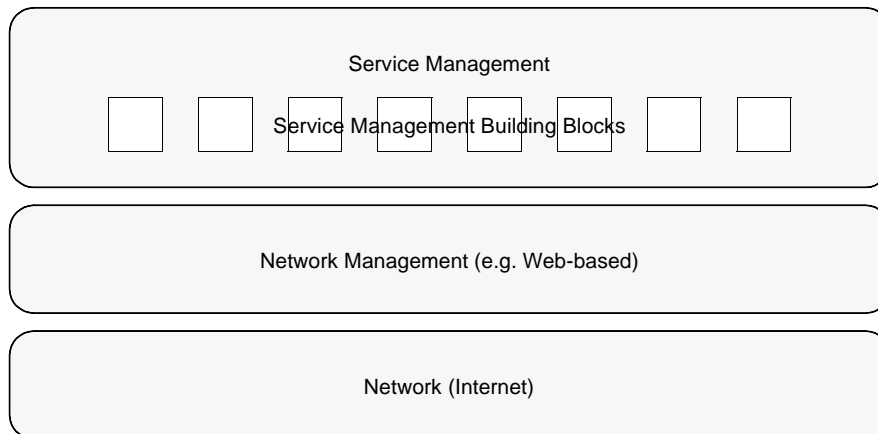 Service Management
Service Management Building Blocks
Network Management (e.g. Web-based)
Network (Internet)